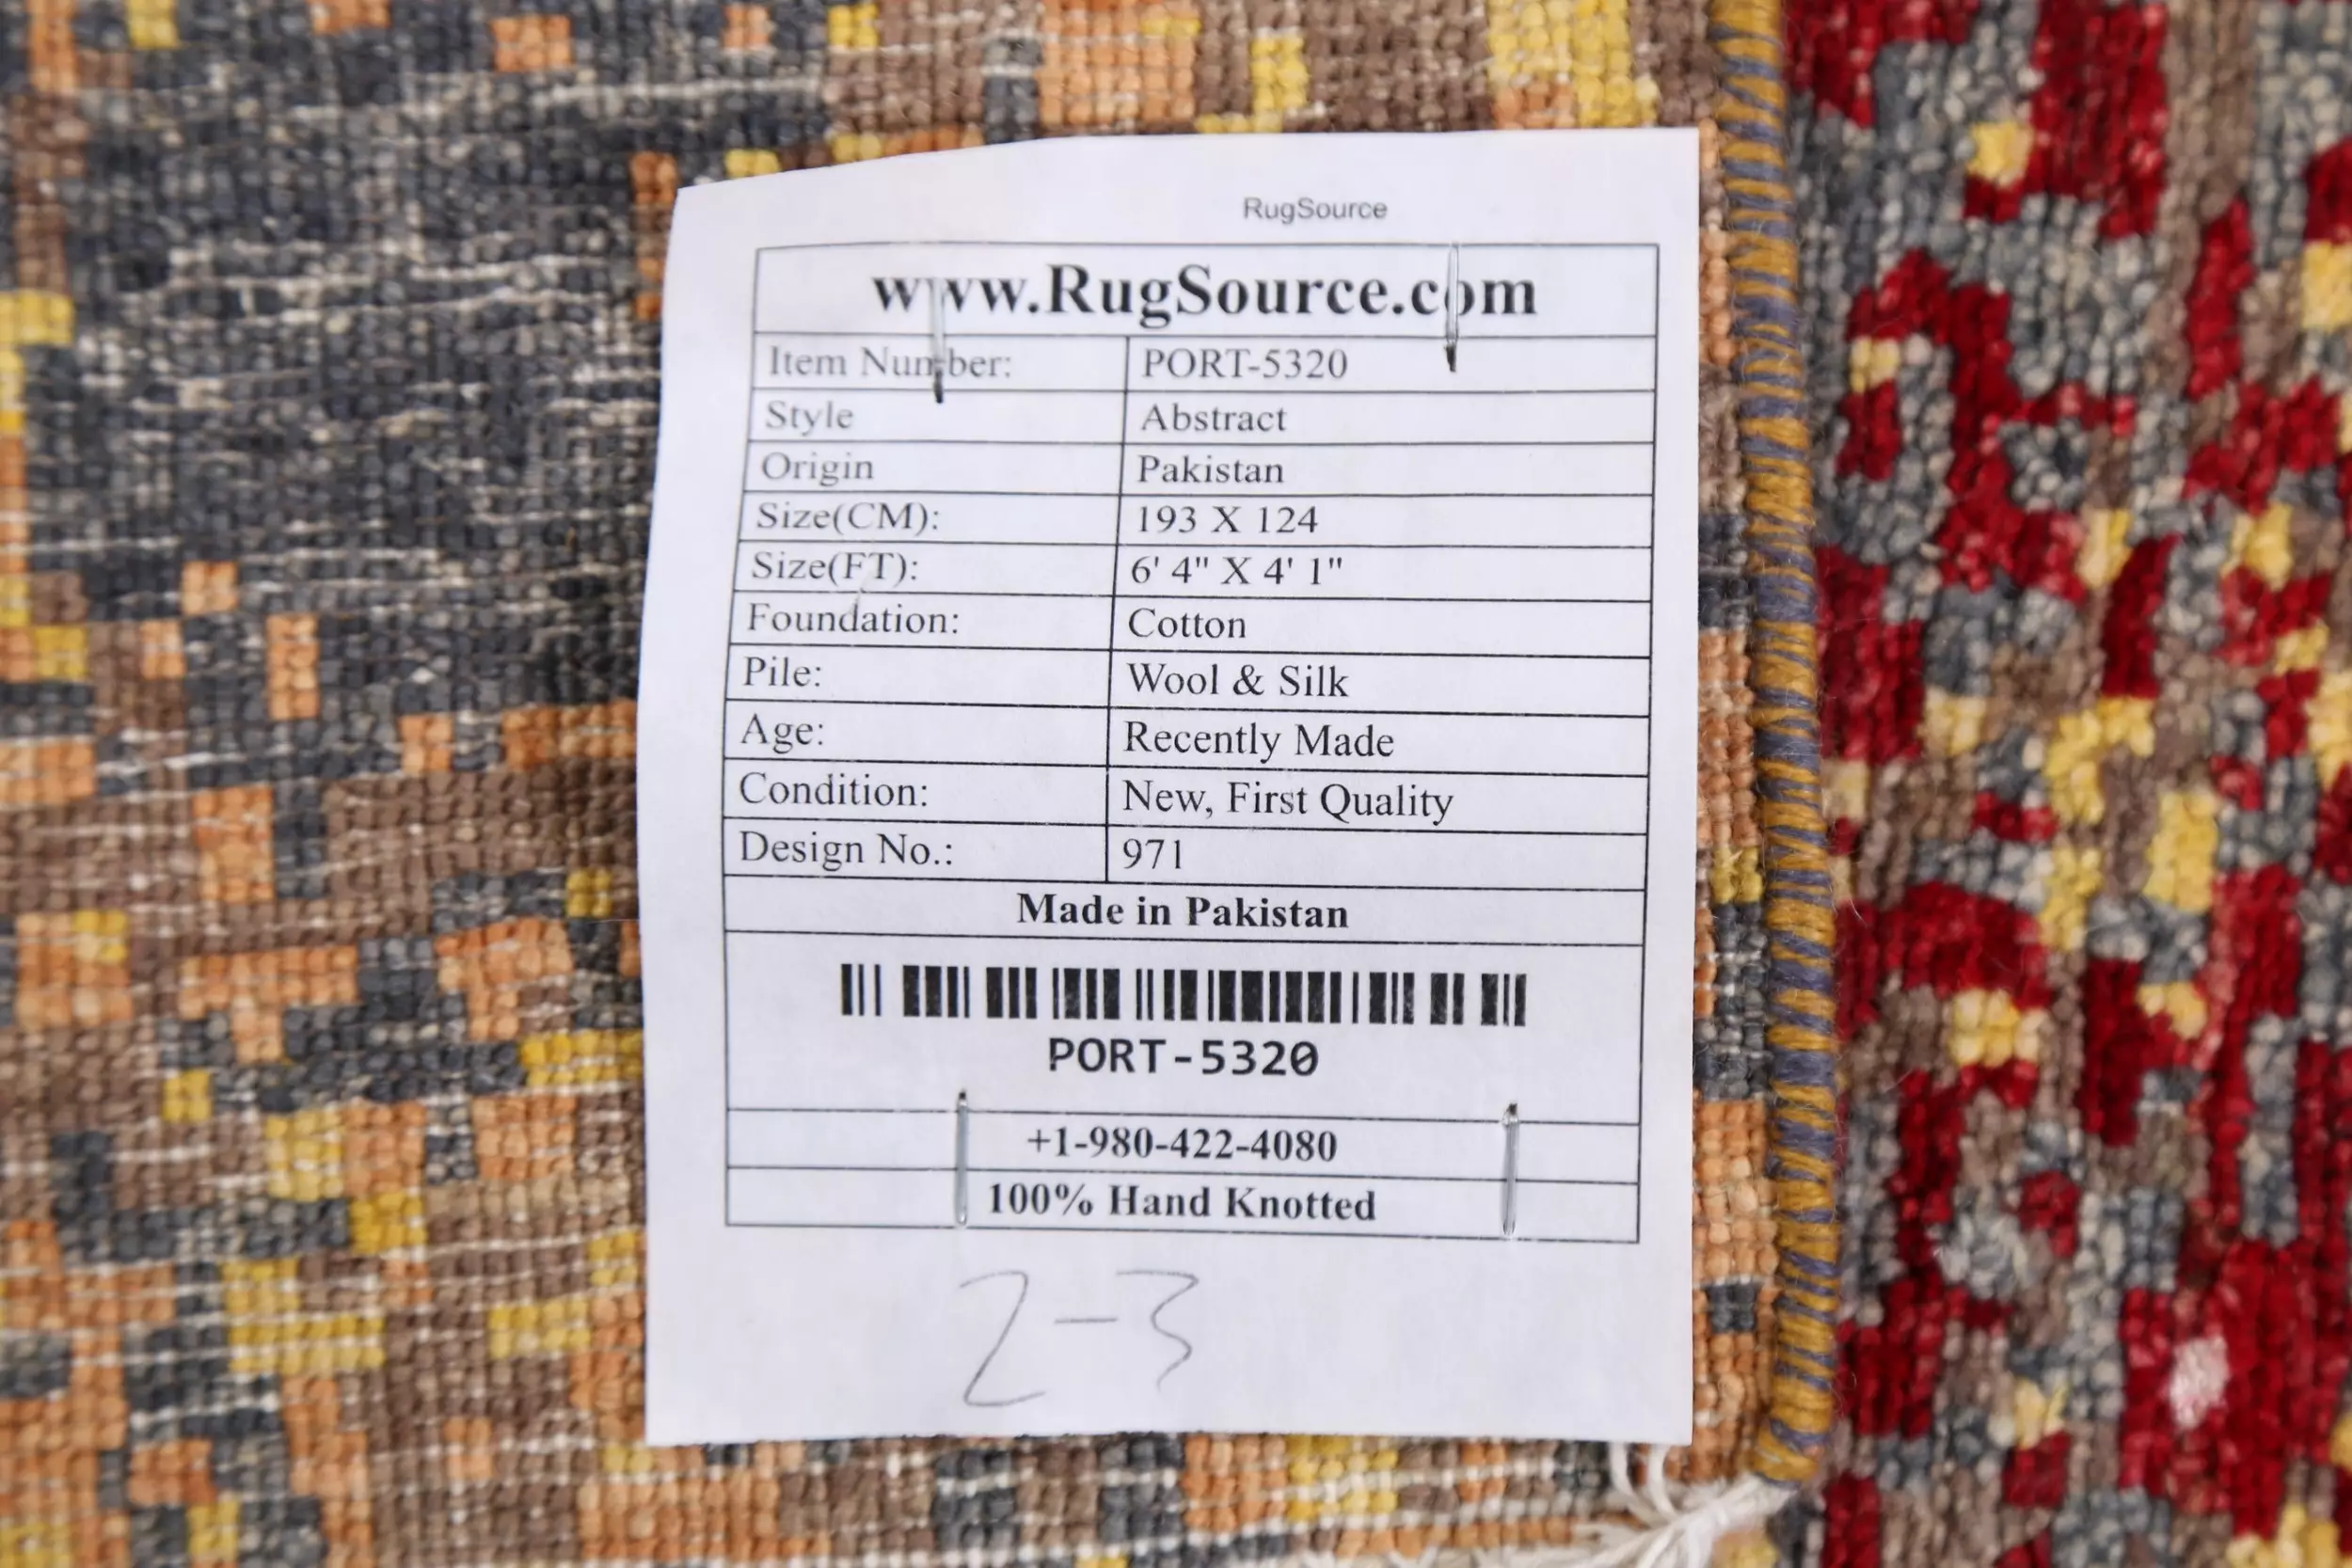 RugSource
www.RugSource.com
Item Number: PORT-5320
Style Abstract
Origin Pakistan
Size(CM): 193 X 124
Size(FT): 6' 4" X 4' 1"
Foundation: Cotton
Pile: Wool & Silk
Age: Recently Made
Condition: New, First Quality
Design No.: 971
Made in Pakistan
PORT-5320
+1-980-422-4080
100% Hand Knotted
2-3